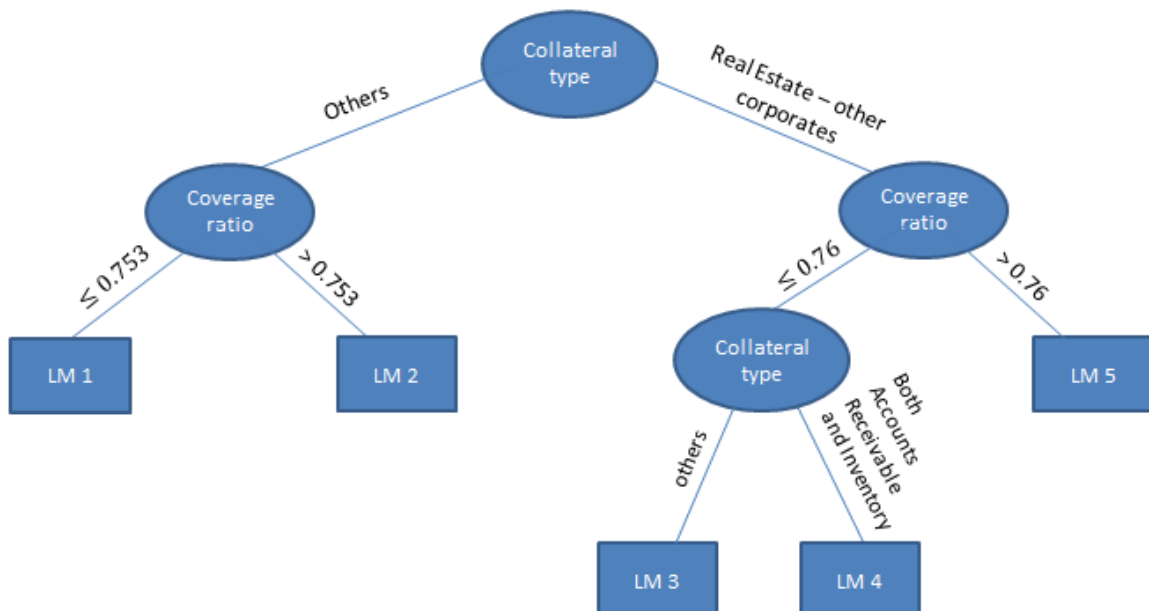 Collateral
type
Others
Real Estate – other
corporates
Coverage
ratio
Coverage
ratio
≤ 0.753
> 0.753
≤ 0.76
> 0.76
LM 1
LM 2
Collateral
type
LM 5
others
Both
Accounts
Receivable
and Inventory
LM 3
LM 4